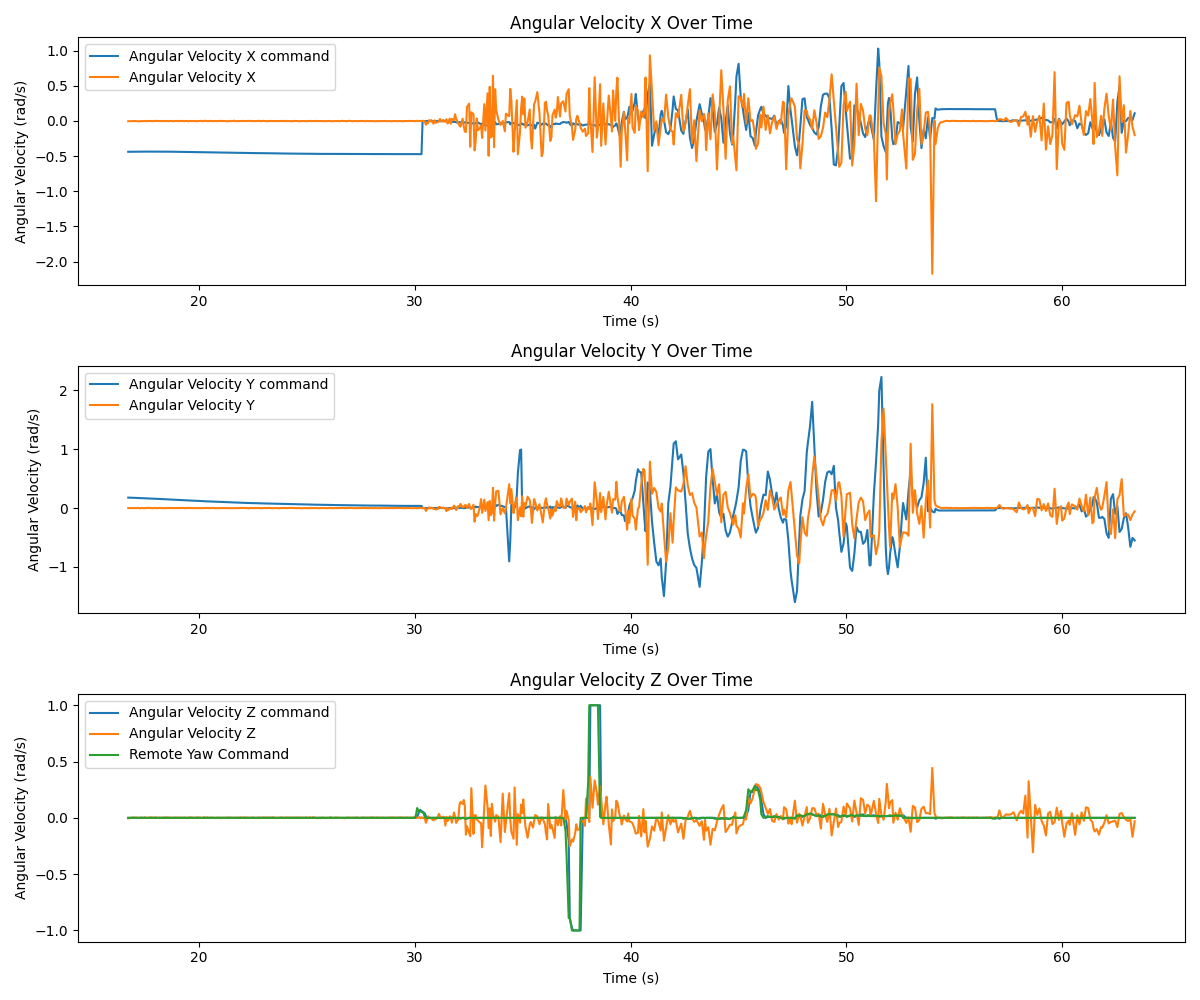 Angular Velocity X Over Time
Angular Velocity X command
Angular Velocity X
Angular Velocity (rad/s)
1.0
0.5
0.0
−0.5
−1.0
−1.5
−2.0
20 30 40 50 60
Time (s)
Angular Velocity Y Over Time
Angular Velocity Y command
Angular Velocity Y
Angular Velocity (rad/s)
2
1
0
−1
20 30 40 50 60
Time (s)
Angular Velocity Z Over Time
Angular Velocity Z command
Angular Velocity Z
Remote Yaw Command
Angular Velocity (rad/s)
1.0
0.5
0.0
−0.5
−1.0
20 30 40 50 60
Time (s)